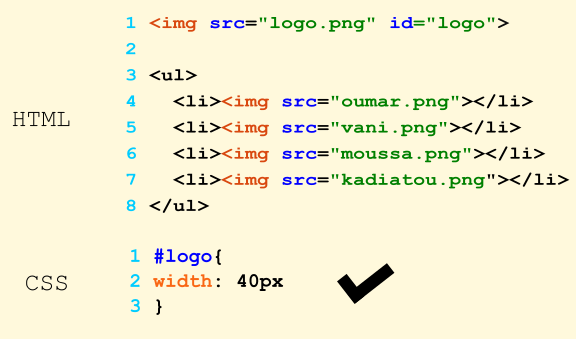 1 <img src="logo.png" id="logo">
2
3 <ul>
HTML
4 <li><img src="oumar.png"></li>
5 <li><img src="vani.png"></li>
6 <li><img src="moussa.png"></li>
7 <li><img src="kadiatou.png"></li>
8 </ul>
CSS
1 #logo{
2 width: 40px
3 }